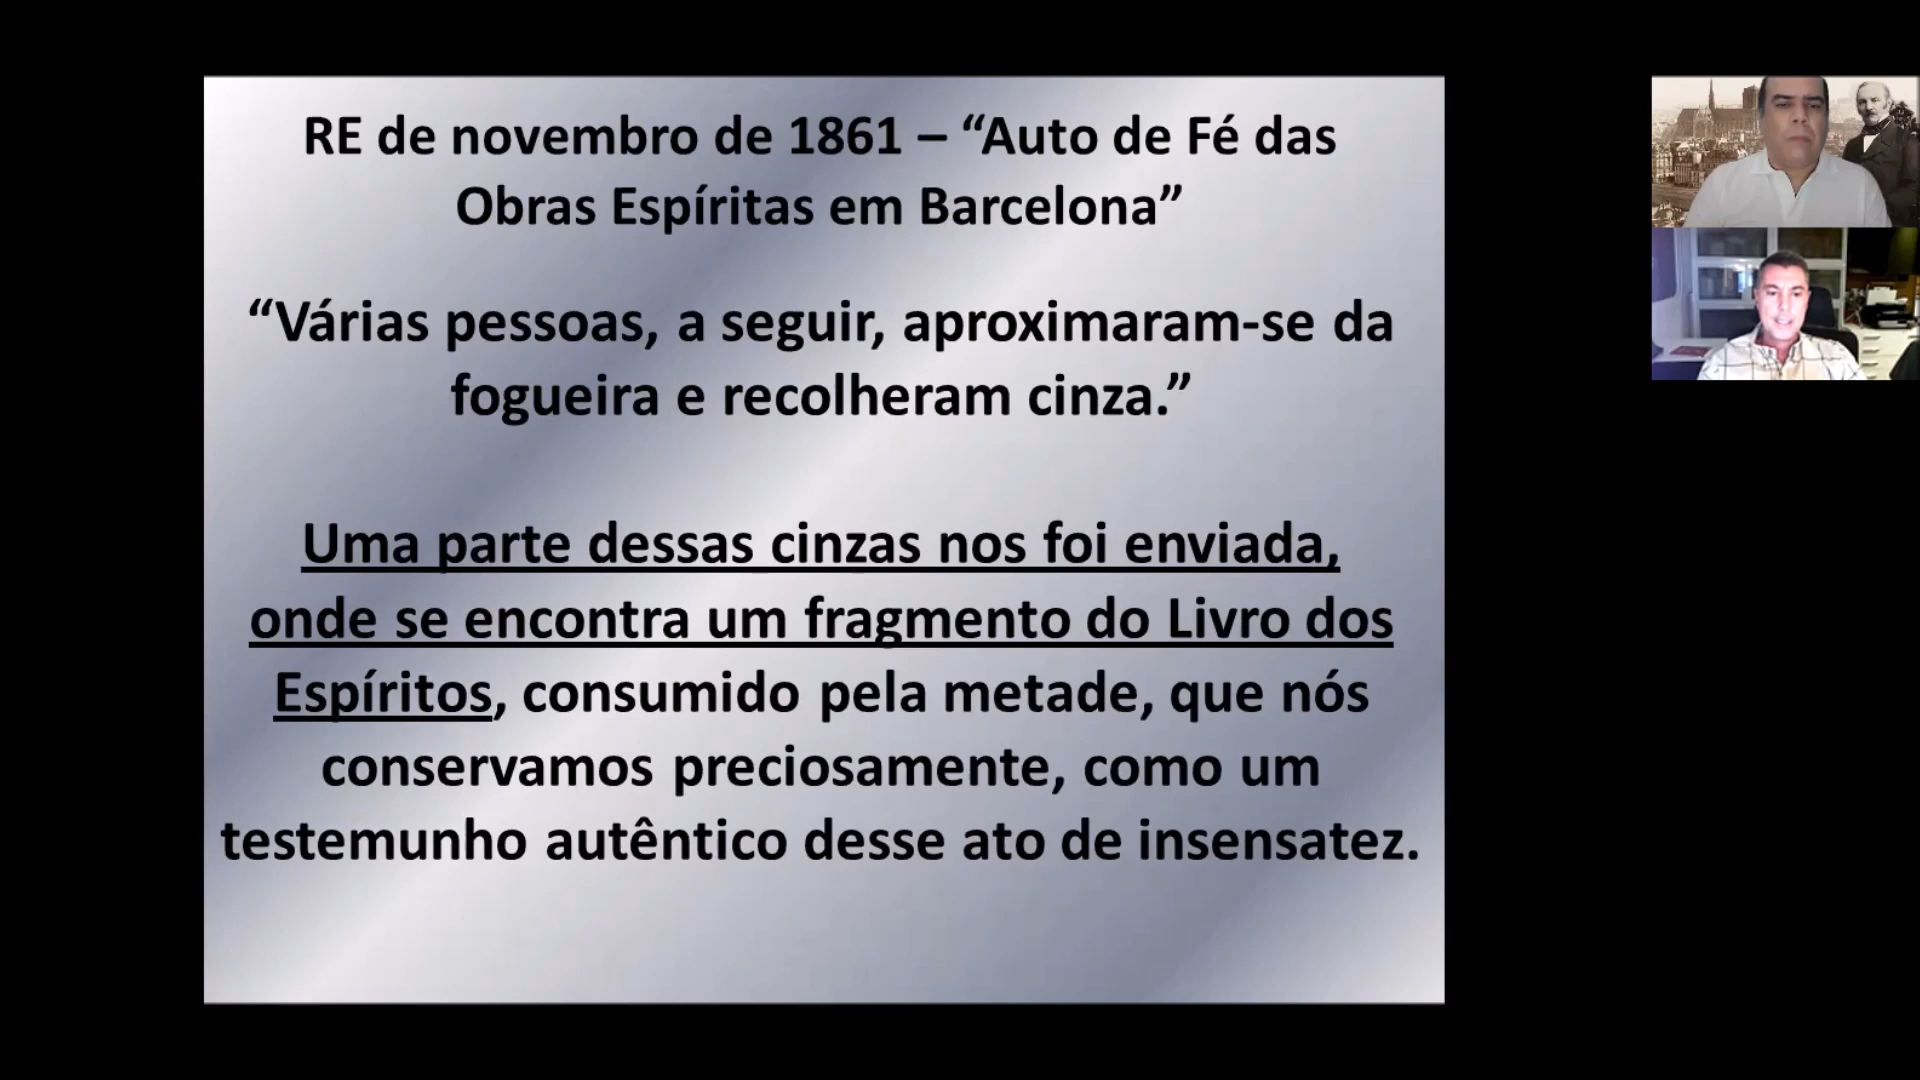 RE de novembro de 1861 – “Auto de Fé das
Obras Espíritas em Barcelona”
“Várias pessoas, a seguir, aproximaram-se da
fogueira e recolheram cinza.”
Uma parte dessas cinzas nos foi enviada,
onde se encontra um fragmento do Livro dos
Espíritos, consumido pela metade, que nós
conservamos preciosamente, como um
testemunho autêntico desse ato de insensatez.